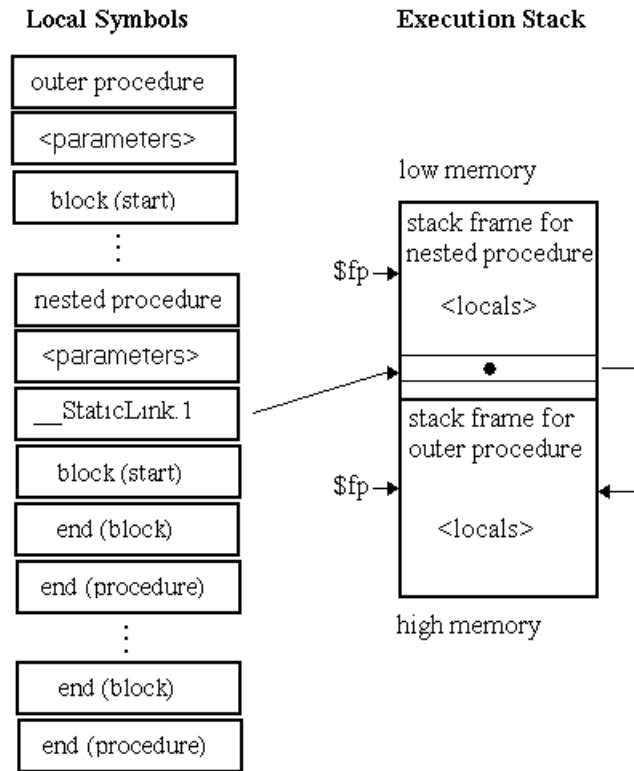 Local Symbols
outer procedure
<parameters>
block (start)
nested procedure
<parameters>
__StaticLink.1
block (start)
end (block)
end (procedure)
end (block)
end (procedure)
Execution Stack
low memory
stack frame for
nested procedure
$fp
<locals>
stack frame for
outer procedure
$fp
<locals>
high memory